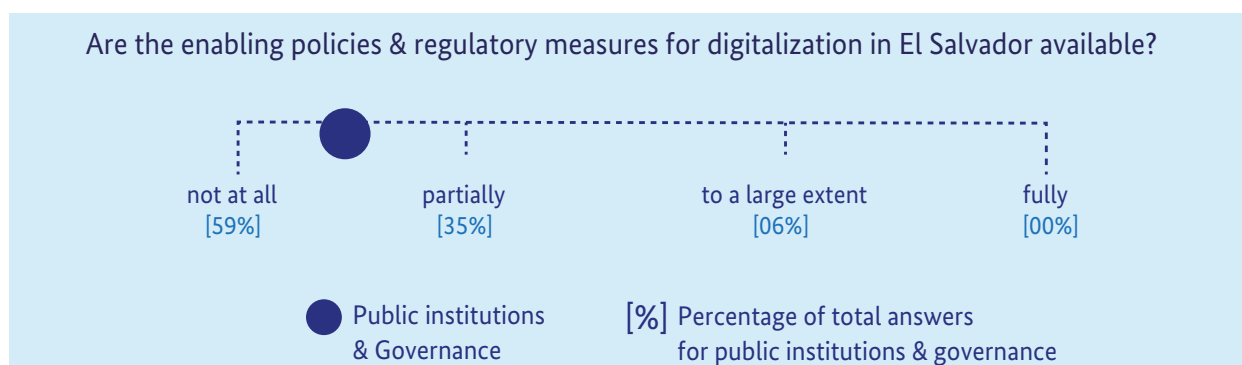 Are the enabling policies & regulatory measures for digitalization in El Salvador available?
not at all partially to a large extent fully
[59%] [35%] [06%] [00%]
Public institutions [%] Percentage of total answers
& Governance for public institutions & governance